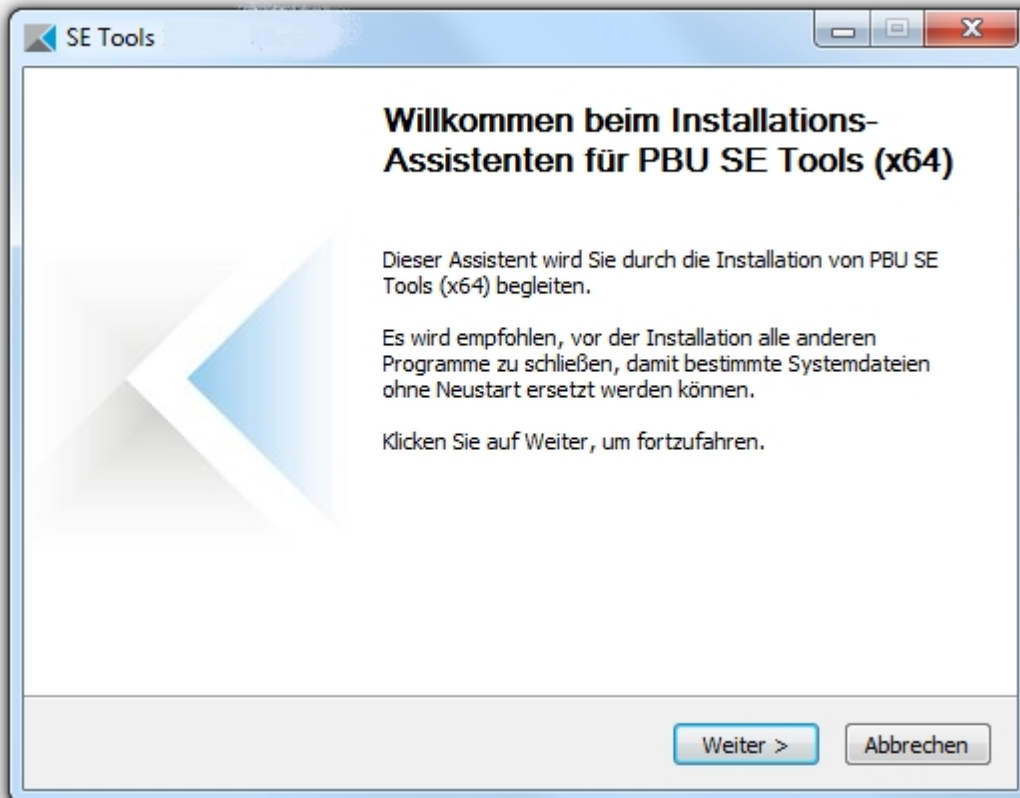 SE Tools
Willkommen beim Installations-
Assistenten für PBU SE Tools (x64)
Dieser Assistent wird Sie durch die Installation von PBU SE
Tools (x64) begleiten.
Es wird empfohlen, vor der Installation alle anderen
Programme zu schließen, damit bestimmte Systemdateien
ohne Neustart ersetzt werden können.
Klicken Sie auf Weiter, um fortzufahren.
Weiter >
Abbrechen